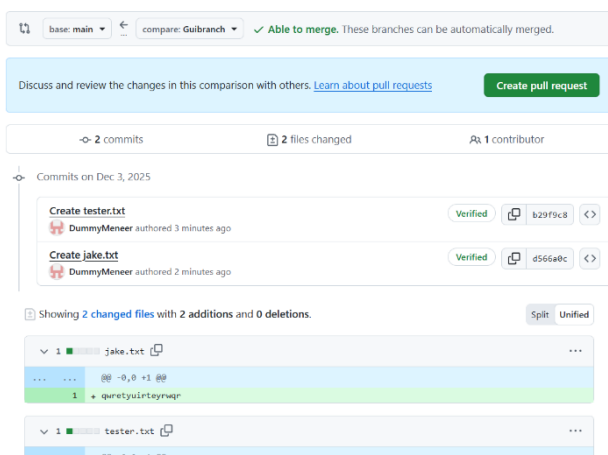 base: main compare: Guibranch Able to merge. These branches can be automatically merged.
Discuss and review the changes in this comparison with others. Learn about pull requests Create pull request
2 commits 2 files changed 1 contributor
Commits on Dec 3, 2025
Create tester.txt
DummyMeneer authored 3 minutes ago
Verified b29f9c8
Create jake.txt
DummyMeneer authored 2 minutes ago
Verified d566a0c
Showing 2 changed files with 2 additions and 0 deletions. Split Unified
1 jake.txt
... ... @@ -0,0 +1 @@
1 + qwretyuirteyrwqr
1 tester.txt